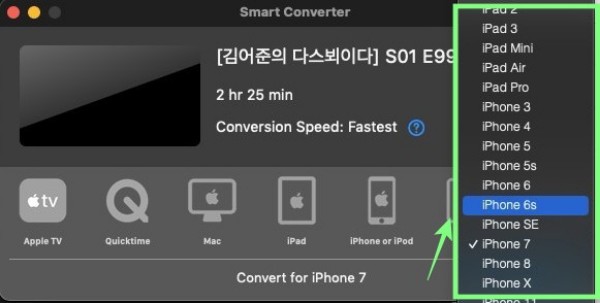 Smart Converter
[김어준의 다스뵈이다] S01 E99
2 hr 25 min
Conversion Speed: Fastest ?
tv
Apple TV
Quicktime
Mac
iPad
iPhone or iPod
Convert for iPhone 7
iPad 2
iPad 3
iPad Mini
iPad Air
iPad Pro
iPhone 3
iPhone 4
iPhone 5
iPhone 5s
iPhone 6
iPhone 6s
iPhone SE
✓ iPhone 7
iPhone 8
iPhone X
iPhone 11